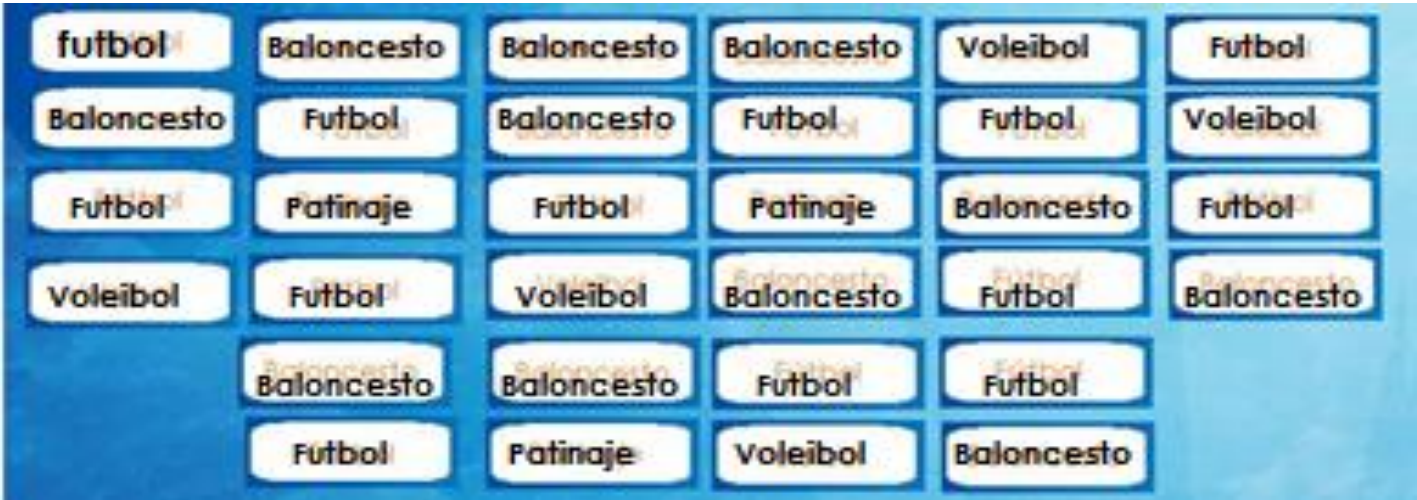 futbol Baloncesto Baloncesto Baloncesto Voleibol Futbol
Baloncesto Futbol Baloncesto Futbol Futbol Voleibol
Futbol Patinaje Futbol Patinaje Baloncesto Futbol
Voleibol Futbol Voleibol Baloncesto Futbol Baloncesto
Baloncesto Baloncesto Futbol Futbol
Futbol Patinaje Voleibol Baloncesto